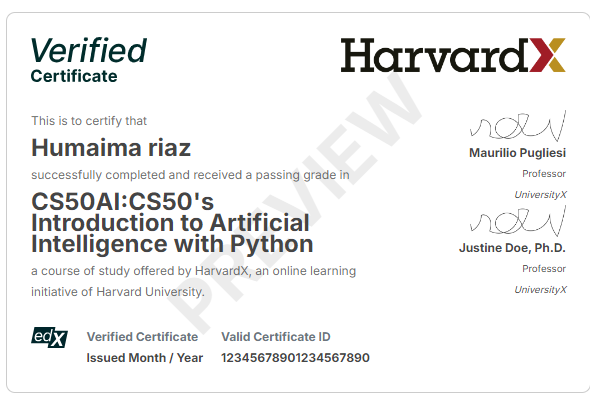 Verified
Certificate
HarvardX
This is to certify that
Humaima riaz
successfully completed and received a passing grade in
CS50AI:CS50's
Introduction to Artificial
Intelligence with Python
a course of study offered by HarvardX, an online learning
initiative of Harvard University.
Maurilio Pugliesi
Professor
UniversityX
Justine Doe, Ph.D.
Professor
UniversityX
PREVIEW
edX
Verified Certificate
Issued Month / Year
Valid Certificate ID
12345678901234567890